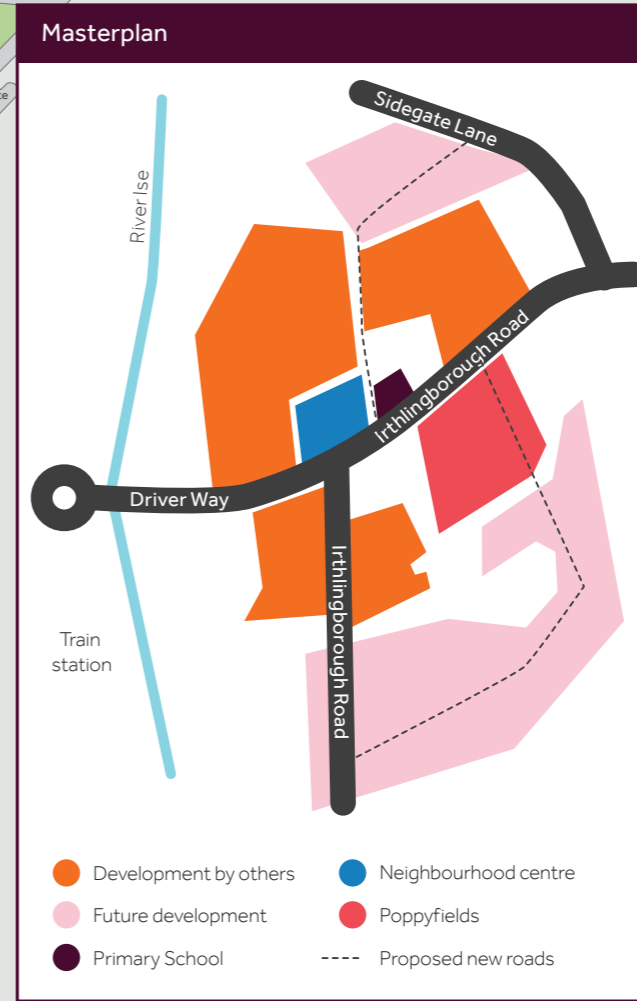 Masterplan
Sidegate Lane
River Ise
Irthlingborough Road
Driver Way
Irthlingborough Road
Train
station
Development by others
Neighbourhood centre
Future development
Poppyfields
Primary School
Proposed new roads